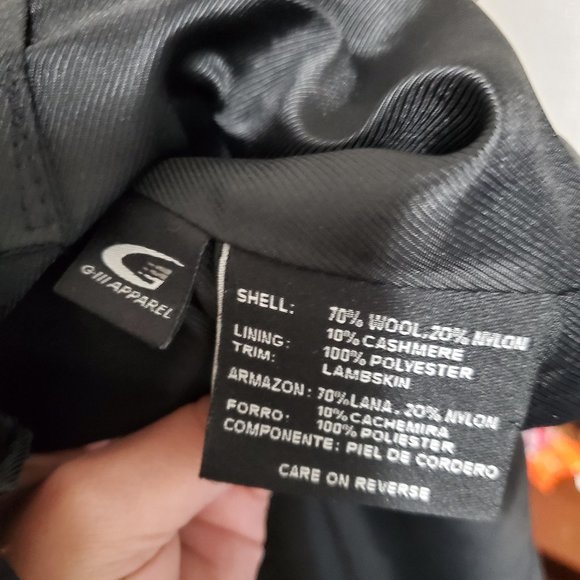 G-III APPAREL
SHELL: 70% WOOL. 20% NYLON
10% CASHMERE
LINING: 100% POLYESTER
TRIM: LAMBSKIN
ARMAZON: 70%LANA. 20% NYLON
10% CACHEMIRA
FORRO: 100% POLIESTER
COMPONENTE: PIEL DE CORDERO
CARE ON REVERSE